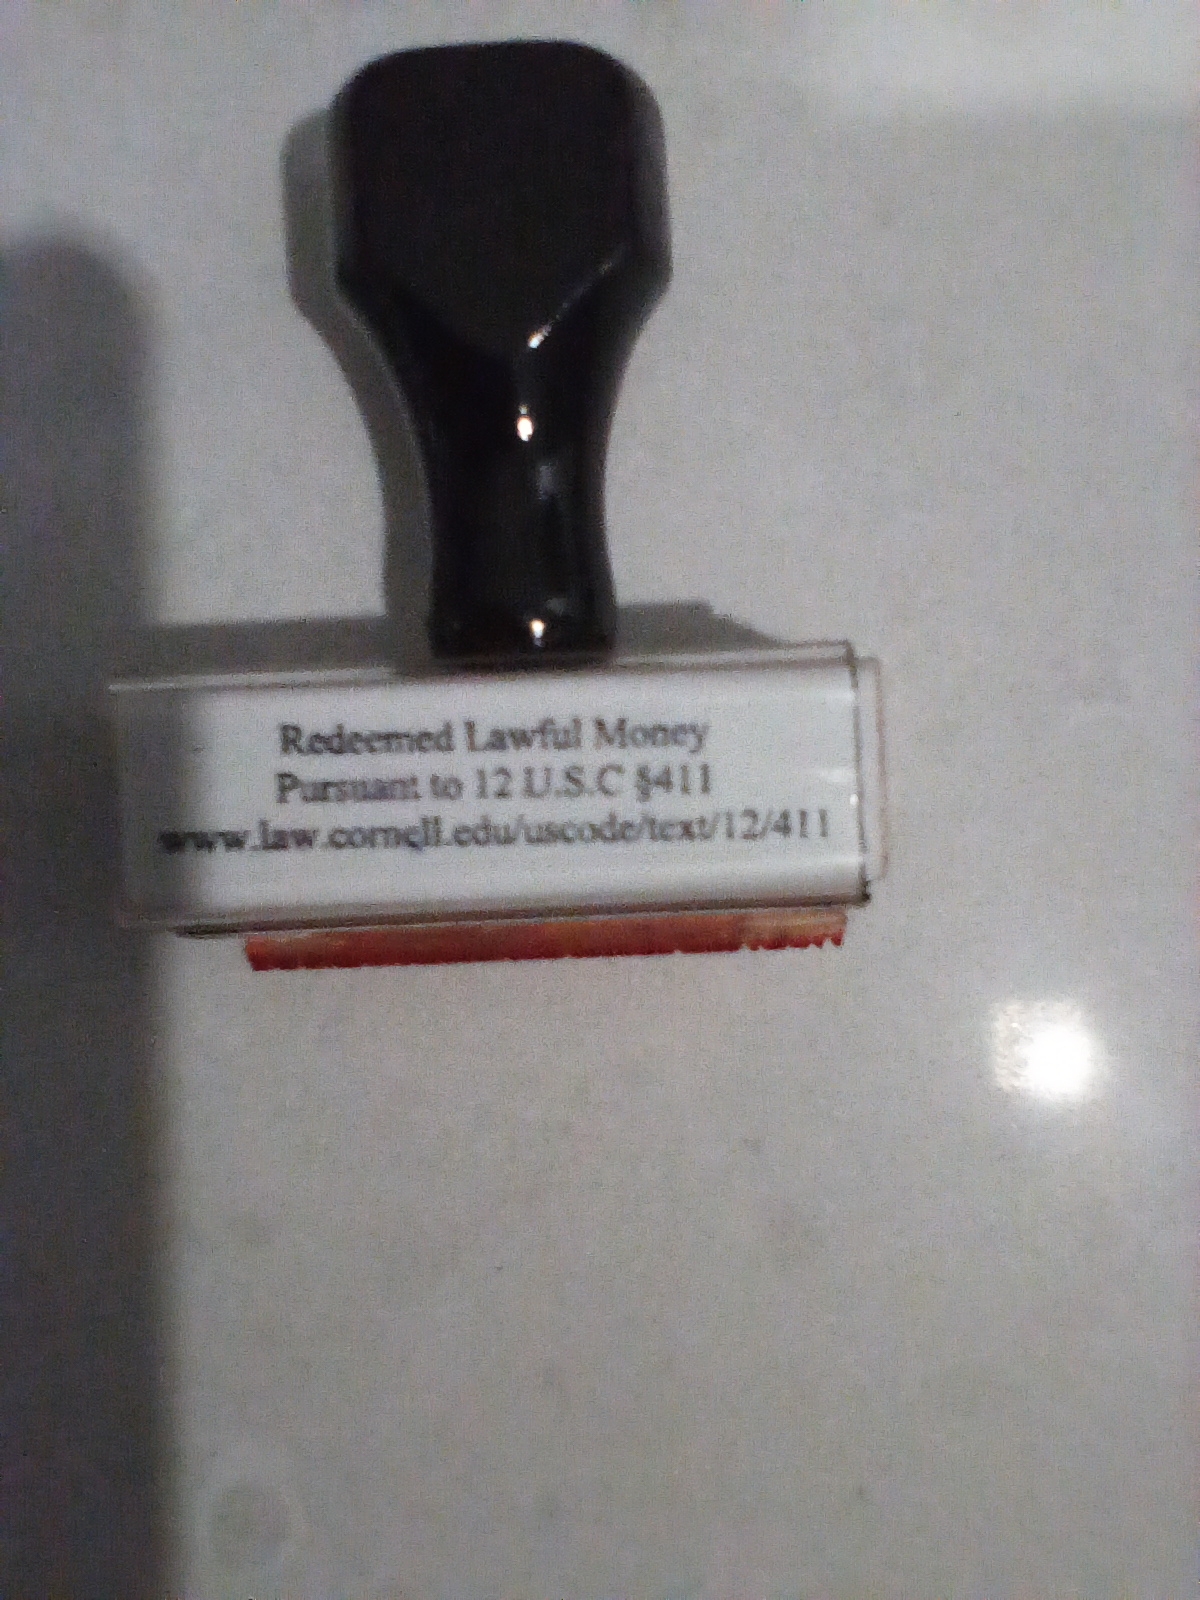 Redeemed Lawful Money
Pursuant to 12 U.S.C §411
www.law.cornell.edu/uscode/text/12/411